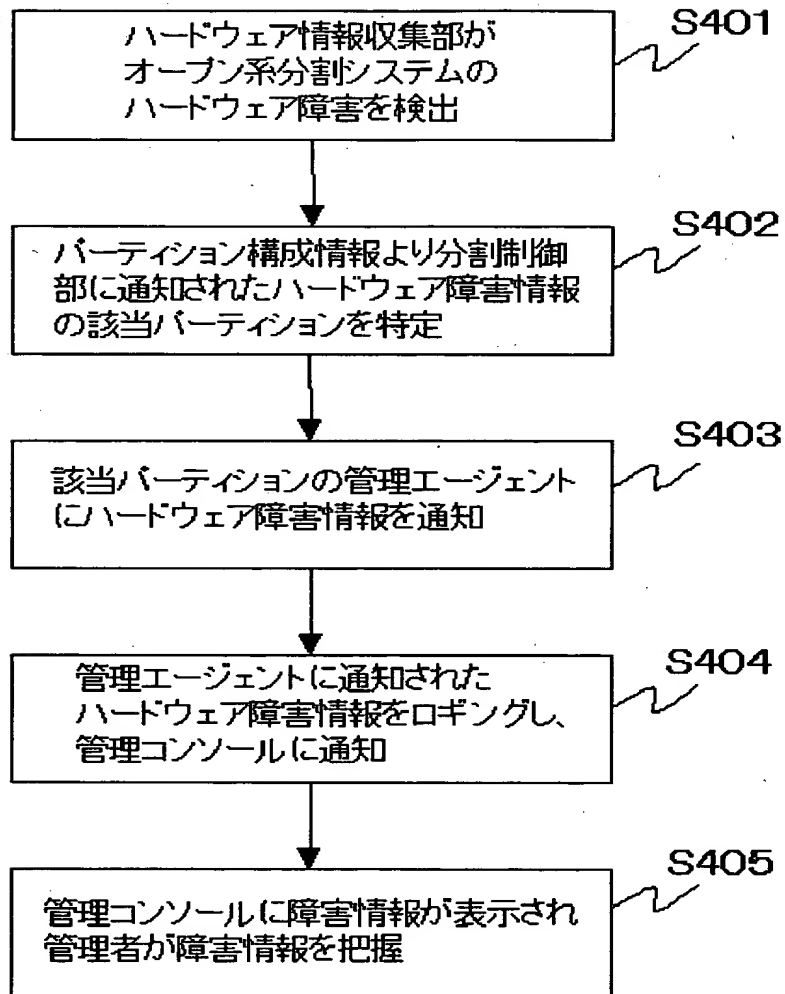 ハードウェア情報収集部が
オープン系分割システムの
ハードウェア障害を検出
S401
パーティション構成情報より分割制御
部に通知されたハードウェア障害情報
の該当パーティションを特定
S402
該当パーティションの管理エージェント
にハードウェア障害情報を通知
S403
管理エージェントに通知された
ハードウェア障害情報をロギングし、
管理コンソールに通知
S404
管理コンソールに障害情報が表示され
管理者が障害情報を把握
S405